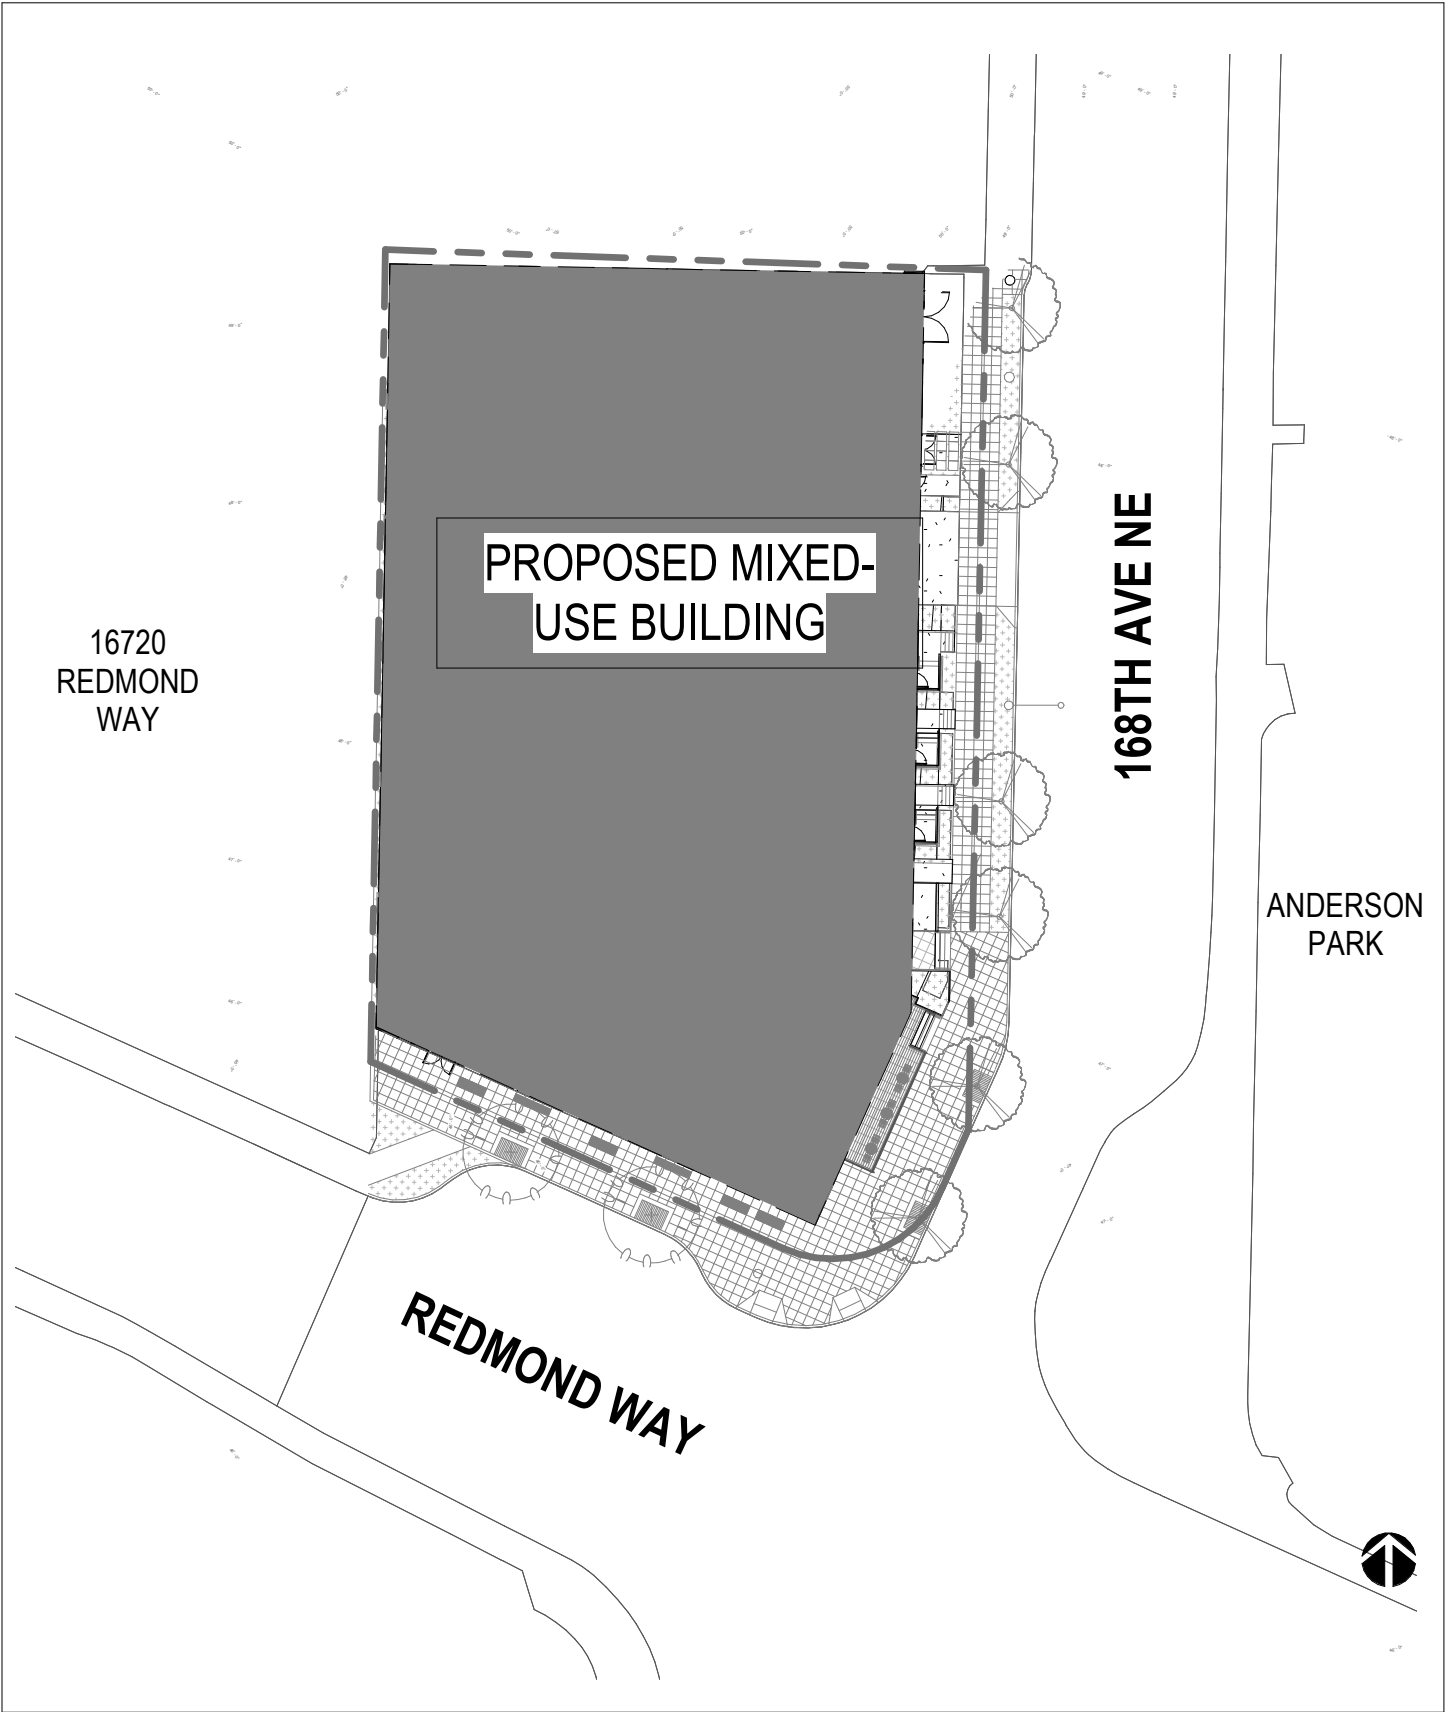 PROPOSED MIXED-
USE BUILDING
16720
REDMOND
WAY
168TH AVE NE
ANDERSON
PARK
REDMOND WAY